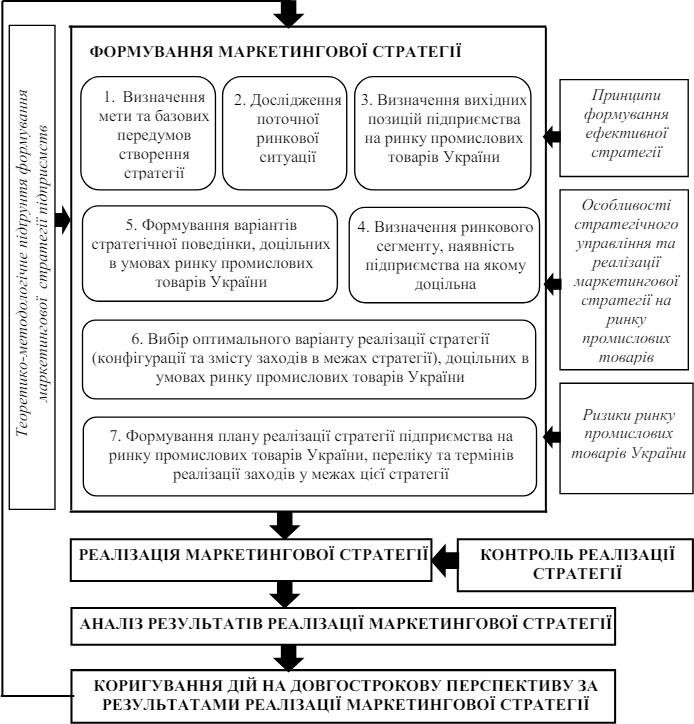 Теоретико-методологічне підґрунтя формування
маркетингової стратегії підприємств
ФОРМУВАННЯ МАРКЕТИНГОВОЇ СТРАТЕГІЇ
1. Визначення
мети та базових
передумов
створення
стратегії
2. Дослідження
поточної
ринкової
ситуації
3. Визначення вихідних
позицій підприємства
на ринку промислових
товарів України
5. Формування варіантів
стратегічної поведінки, доцільних
в умовах ринку промислових
товарів України
4. Визначення ринкового
сегменту, наявність
підприємства на якому
доцільна
6. Вибір оптимального варіанту реалізації стратегії
(конфігурації та змісту заходів в межах стратегії), доцільних в
умовах ринку промислових товарів України
7. Формування плану реалізації стратегії підприємства на
ринку промислових товарів України, переліку та термінів
реалізації заходів у межах цієї стратегії
Принципи
формування
ефективної
стратегії
Особливості
стратегічного
управління та
реалізації
маркетингової
стратегії на
ринку
промислових
товарів
Ризики ринку
промислових
товарів України
РЕАЛІЗАЦІЯ МАРКЕТИНГОВОЇ СТРАТЕГІЇ
КОНТРОЛЬ РЕАЛІЗАЦІЇ
СТРАТЕГІЇ
АНАЛІЗ РЕЗУЛЬТАТІВ РЕАЛІЗАЦІЇ МАРКЕТИНГОВОЇ СТРАТЕГІЇ
КОРИГУВАННЯ ДІЙ НА ДОВГОСТРОКОВУ ПЕРСПЕКТИВУ ЗА
РЕЗУЛЬТАТАМИ РЕАЛІЗАЦІЇ МАРКЕТИНГОВОЇ СТРАТЕГІЇ